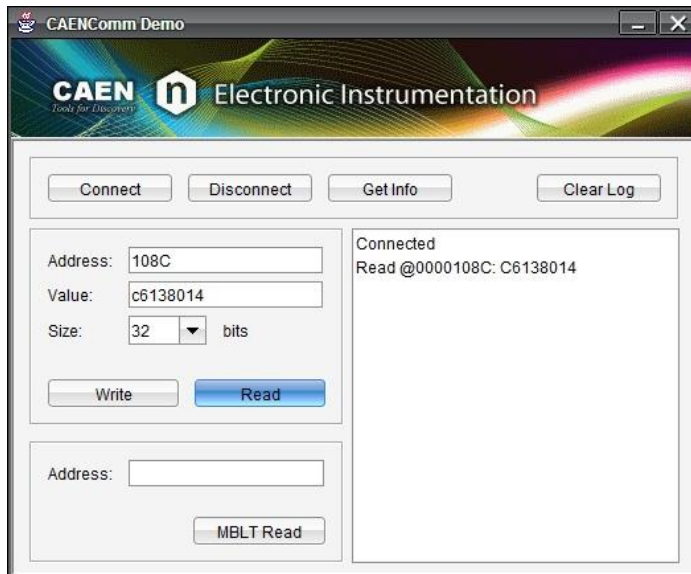 CAENComm Demo
CAEN n Electronic Instrumentation
Tools for Discovery
Connect Disconnect Get Info Clear Log
Address: 108C
Value: c6138014
Size: 32 bits
Write Read
Connected
Read @0000108C: C6138014
Address:
MBLT Read